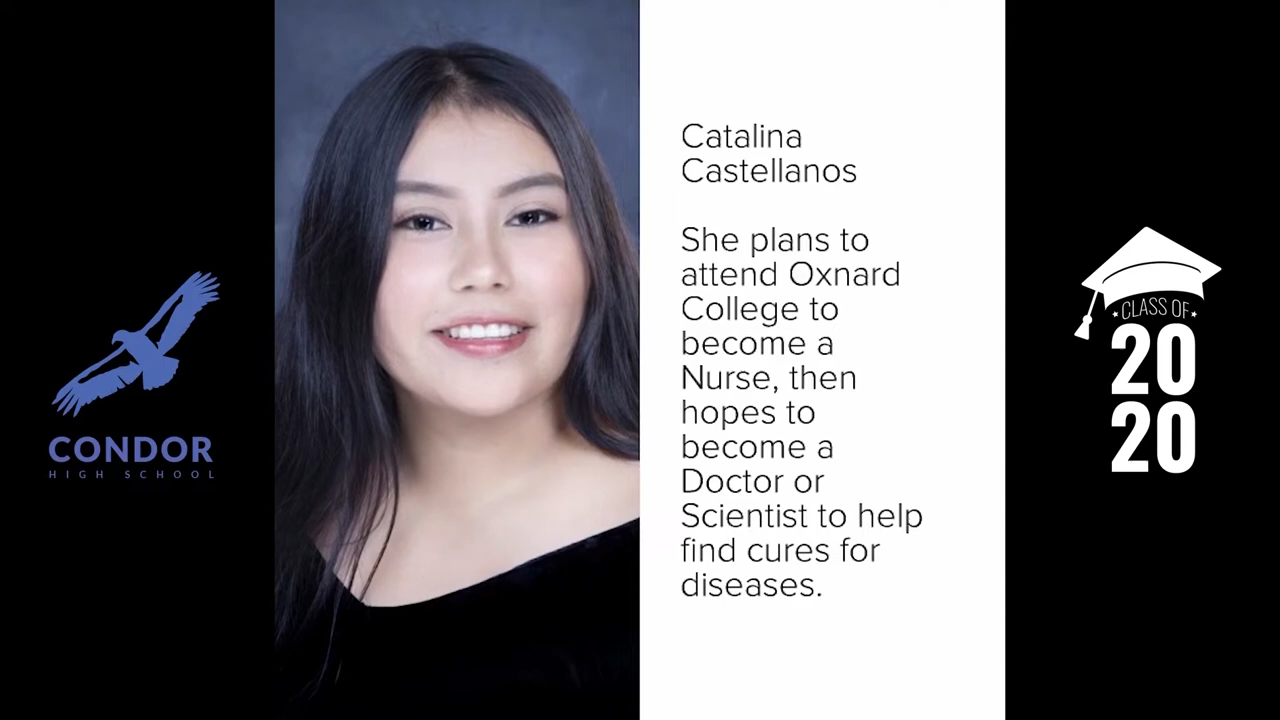 CONDOR
HIGH SCHOOL
Catalina
Castellanos
She plans to
attend Oxnard
College to
become a
Nurse, then
hopes to
become a
Doctor or
Scientist to help
find cures for
diseases.
CLASS OF
20
20